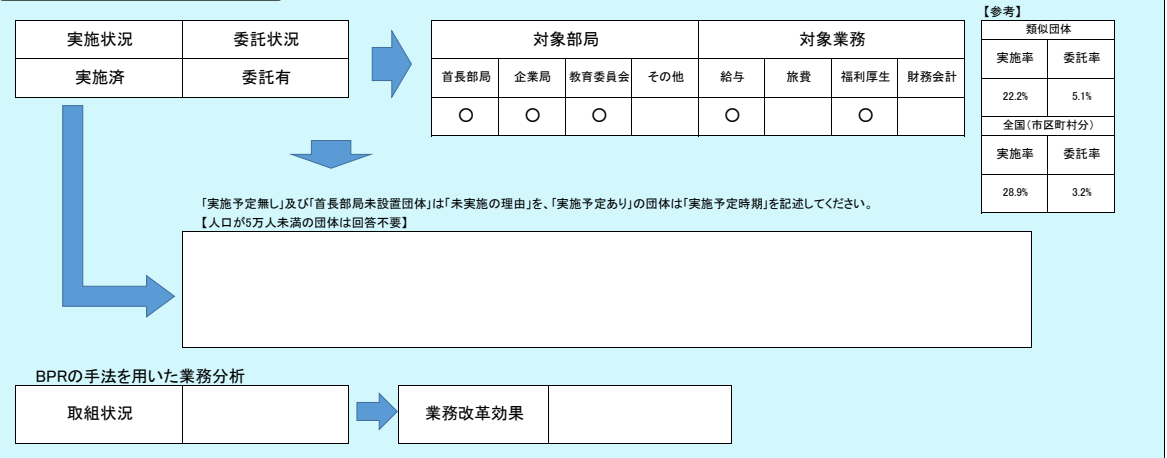 【参考】
実施状況 委託状況
実施済 委託有
対象部局 対象業務
首長部局 企業局 教育委員会 その他 給与 旅費 福利厚生 財務会計
〇 〇 〇 〇 〇
類似団体
実施率 委託率
22.2% 5.1%
全国(市区町村分)
実施率 委託率
28.9% 3.2%
「実施予定無し」及び「首長部局未設置団体」は「未実施の理由」を、「実施予定あり」の団体は「実施予定時期」を記述してください。
【人口が5万人未満の団体は回答不要】
BPRの手法を用いた業務分析
取組状況 業務改革効果